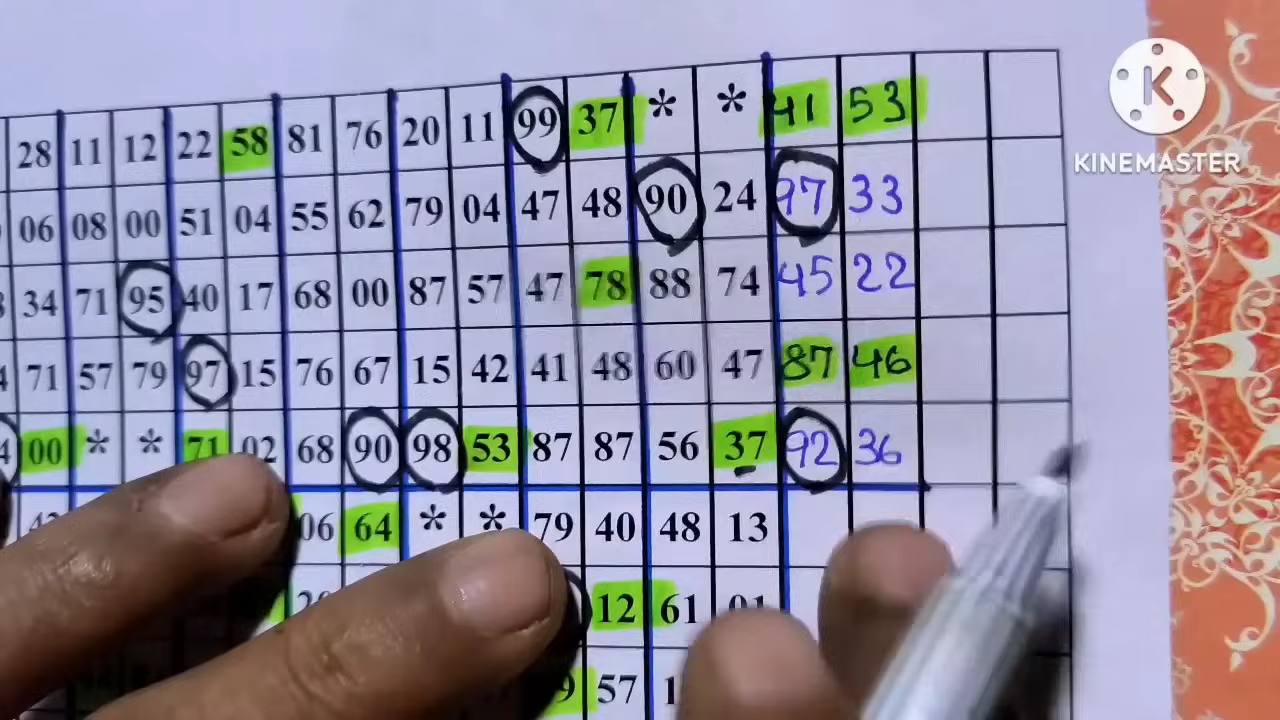 28 11 12 22 58 81 76 20 11 99 37 * * 41 53
K
KINEMASTER
06 08 00 51 04 55 62 79 04 47 48 90 24 97 33
34 71 95 40 17 68 00 87 57 47 78 88 74 45 22
71 57 79 97 15 76 67 15 42 41 48 60 47 87 46
00 * * 71 02 68 90 98 53 87 87 56 37 92 36
06 64 * * 79 40 48 13
12 61 01
57